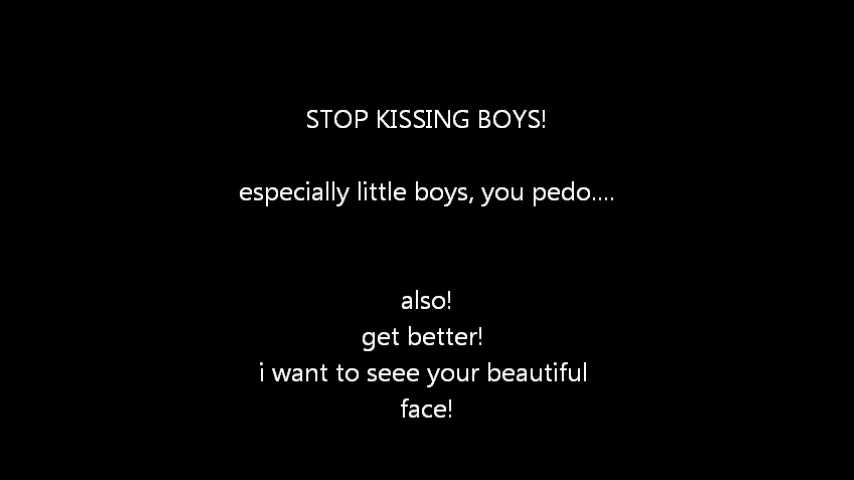 STOP KISSING BOYS!
especially little boys, you pedo....
also!
get better!
i want to seee your beautiful
face!